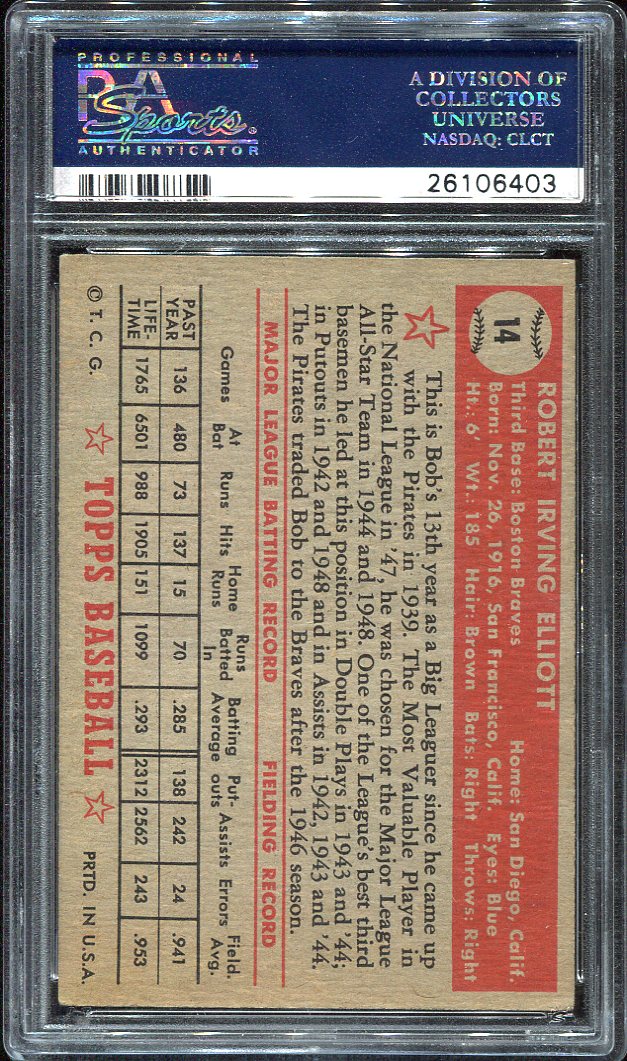 PROFESSIONAL
PSA
Sports®
AUTHENTICATOR
A DIVISION OF
COLLECTORS
UNIVERSE
NASDAQ: CLCT
26106403
14
ROBERT IRVING ELLIOTT
Third Base: Boston Braves Home: San Diego, Calif.
Born: Nov. 26, 1916, San Francisco, Calif. Eyes: Blue
Ht.: 6' Wt.: 185 Hair: Brown Bats: Right Throws: Right
This is Bob's 13th year as a Big Leaguer since he came up
with the Pirates in 1939. The Most Valuable Player in
the National League in '47, he was chosen for the Major League
All-Star Team in 1944 and 1948. One of the League's best third
basemen he led at this position in Double Plays in 1943 and '44;
in Putouts in 1942 and 1948 and in Assists in 1942, 1943 and '44.
The Pirates traded Bob to the Braves after the 1946 season.
MAJOR LEAGUE BATTING RECORD FIELDING RECORD
Games At Bat Runs Hits Home Runs Runs Batted In Batting Average Put-outs Assists Errors Field. Avg.
PAST YEAR 136 480 73 137 15 70 .285 138 242 24 .941
LIFE-TIME 1765 6501 988 1905 151 1099 .293 2312 2562 243 .953
© T. C. G. TOPPS BASEBALL PRTD. IN U.S.A.